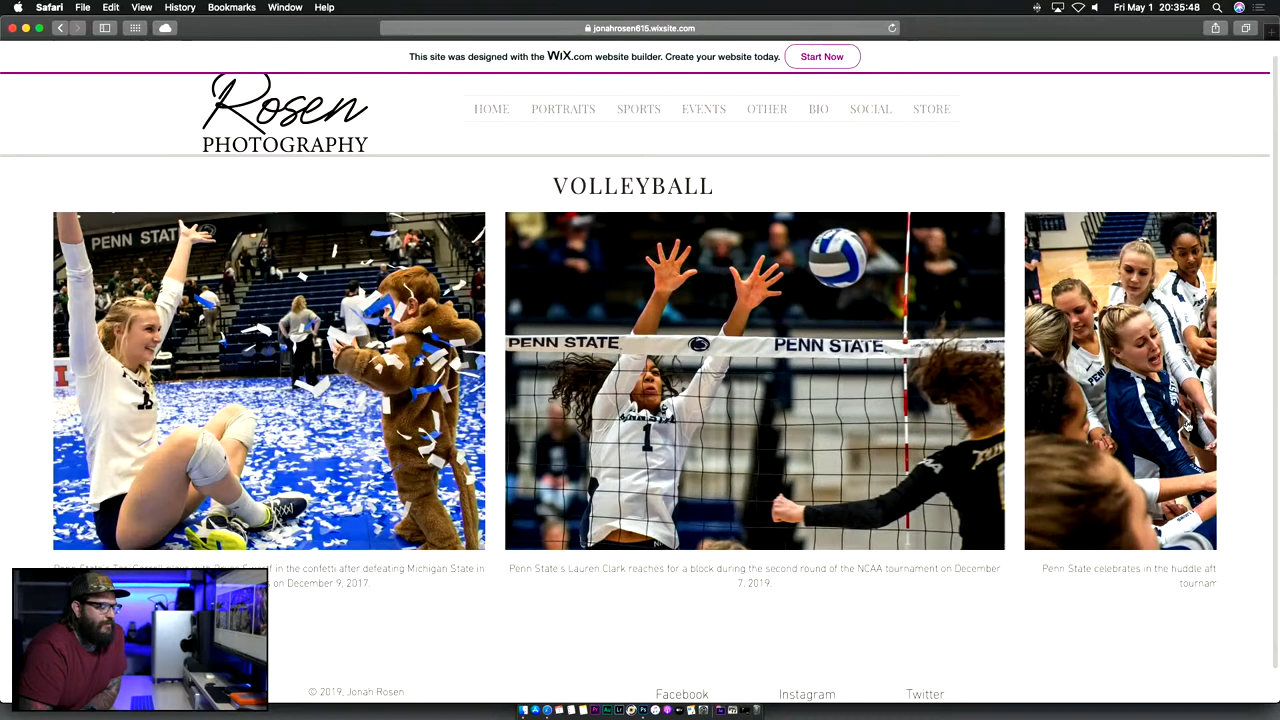 Safari File Edit View History Bookmarks Window Help Fri May 1 20:35:48
jonahrosen615.wixsite.com
This site was designed with the WiX.com website builder. Create your website today. Start Now
Rosen
PHOTOGRAPHY
HOME PORTRAITS SPORTS EVENTS OTHER BIO SOCIAL STORE
VOLLEYBALL
PENN STATE
PENN STATE PENN STATE
1
in the confetti after defeating Michigan State in
on December 9, 2017.
Penn State's Lauren Clark reaches for a block during the second round of the NCAA tournament on December
7, 2019.
Penn State celebrates in the huddle aft
tournam
© 2019, Jonah Rosen
Facebook Instagram Twitter